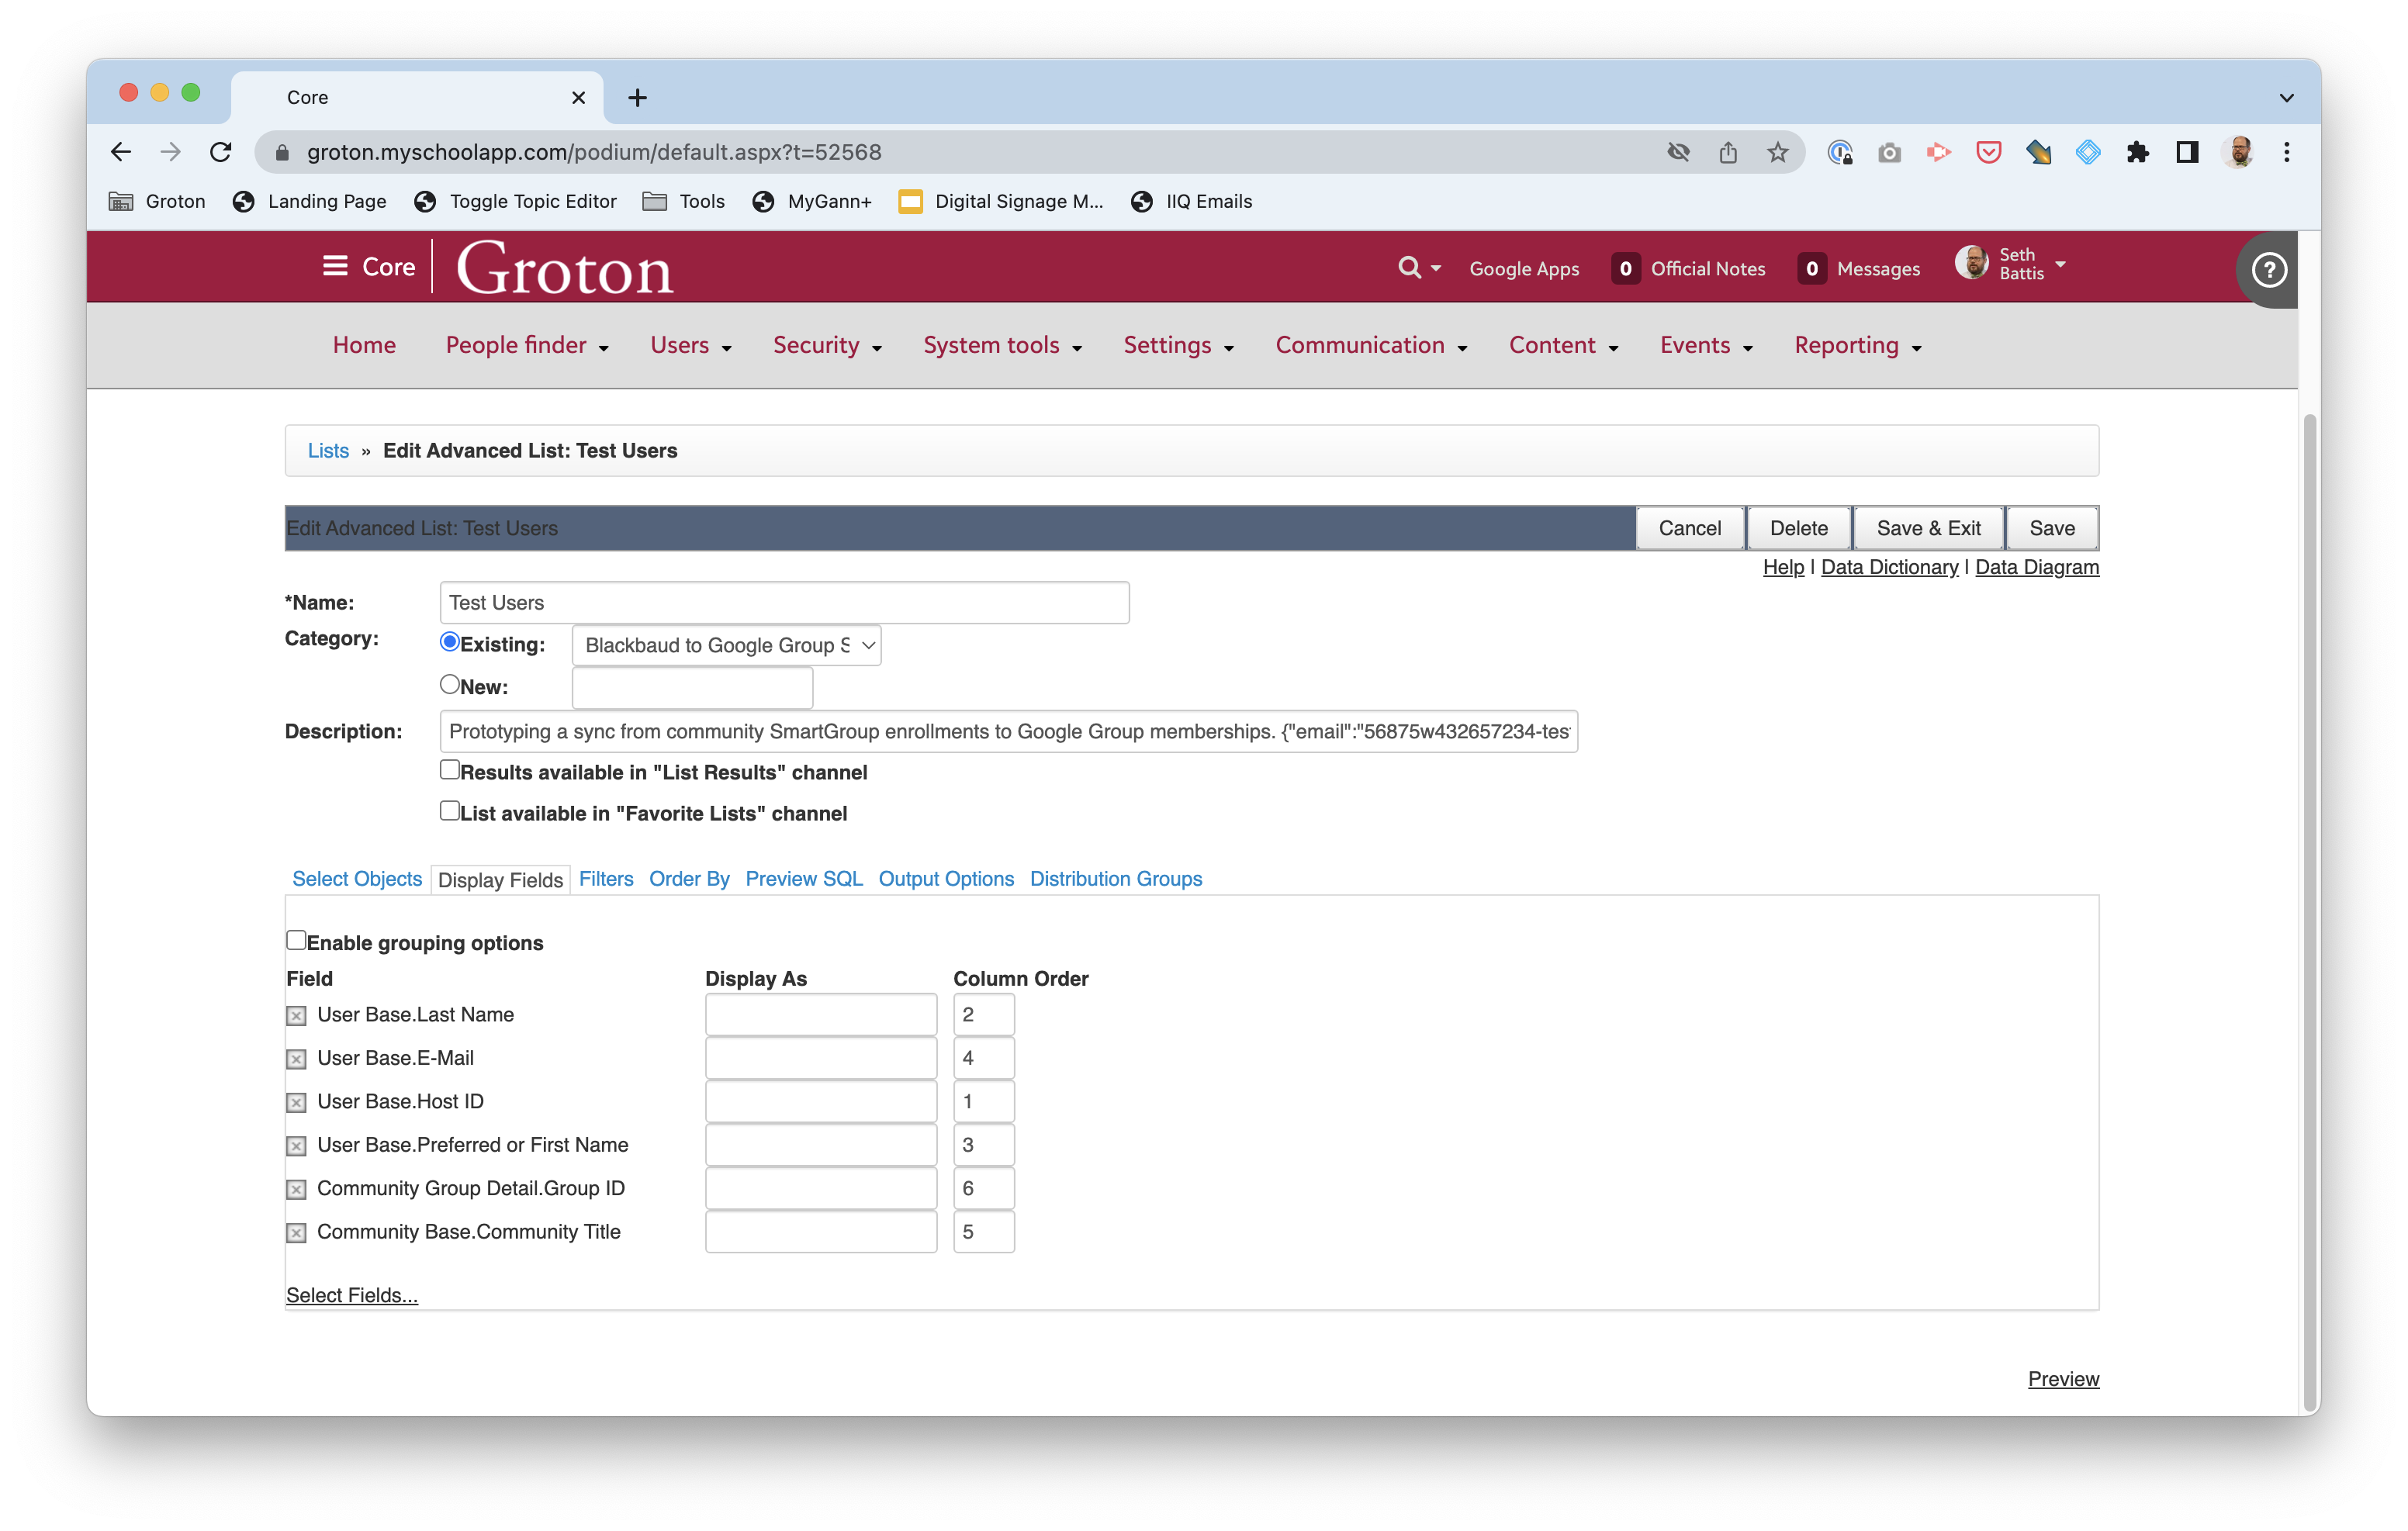 Core
groton.myschoolapp.com/podium/default.aspx?t=52568
Groton Landing Page Toggle Topic Editor Tools MyGann+ Digital Signage M... IIQ Emails
Core Groton Google Apps 0 Official Notes 0 Messages Seth
Battis
Home People finder Users Security System tools Settings Communication Content Events Reporting
Lists » Edit Advanced List: Test Users
Edit Advanced List: Test Users Cancel Delete Save & Exit Save
Help | Data Dictionary | Data Diagram
*Name: Test Users
Category: Existing: Blackbaud to Google Group S
New:
Description: Prototyping a sync from community SmartGroup enrollments to Google Group memberships. {"email":"56875w432657234-tes
Results available in "List Results" channel
List available in "Favorite Lists" channel
Select Objects Display Fields Filters Order By Preview SQL Output Options Distribution Groups
Enable grouping options
Field Display As Column Order
User Base.Last Name 2
User Base.E-Mail 4
User Base.Host ID 1
User Base.Preferred or First Name 3
Community Group Detail.Group ID 6
Community Base.Community Title 5
Select Fields...
Preview